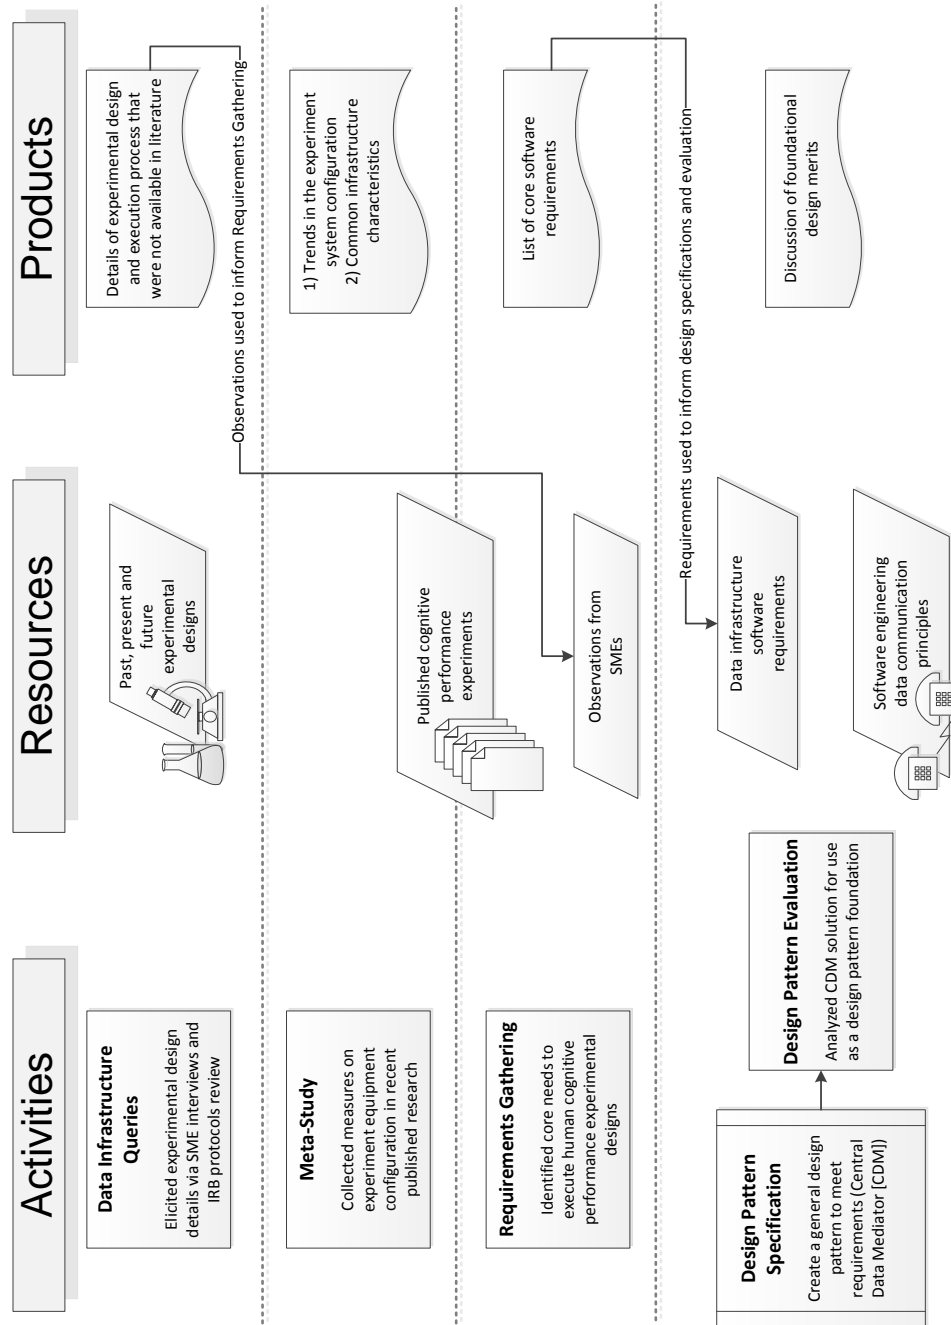 Activities
Resources
Products
Data Infrastructure
Queries
Elicited experimental design
details via SME interviews and
IRB protocols review
Past, present and
future
experimental
designs
Details of experimental design
and execution process that
were not available in literature
Observations used to inform Requirements Gathering
Meta-Study
Collected measures on
experiment equipment
configuration in recent
published research
Published cognitive
performance
experiments
1) Trends in the experiment
system configuration
2) Common infrastructure
characteristics
Requirements Gathering
Identified core needs to
execute human cognitive
performance experimental
designs
Observations from
SMEs
List of core software
requirements
Requirements used to inform design specifications and evaluation
Design Pattern
Specification
Create a general design
pattern to meet
requirements (Central
Data Mediator [CDM])
Design Pattern Evaluation
Analyzed CDM solution for use
as a design pattern foundation
Data infrastructure
software
requirements
Software engineering
data communication
principles
Discussion of foundational
design merits